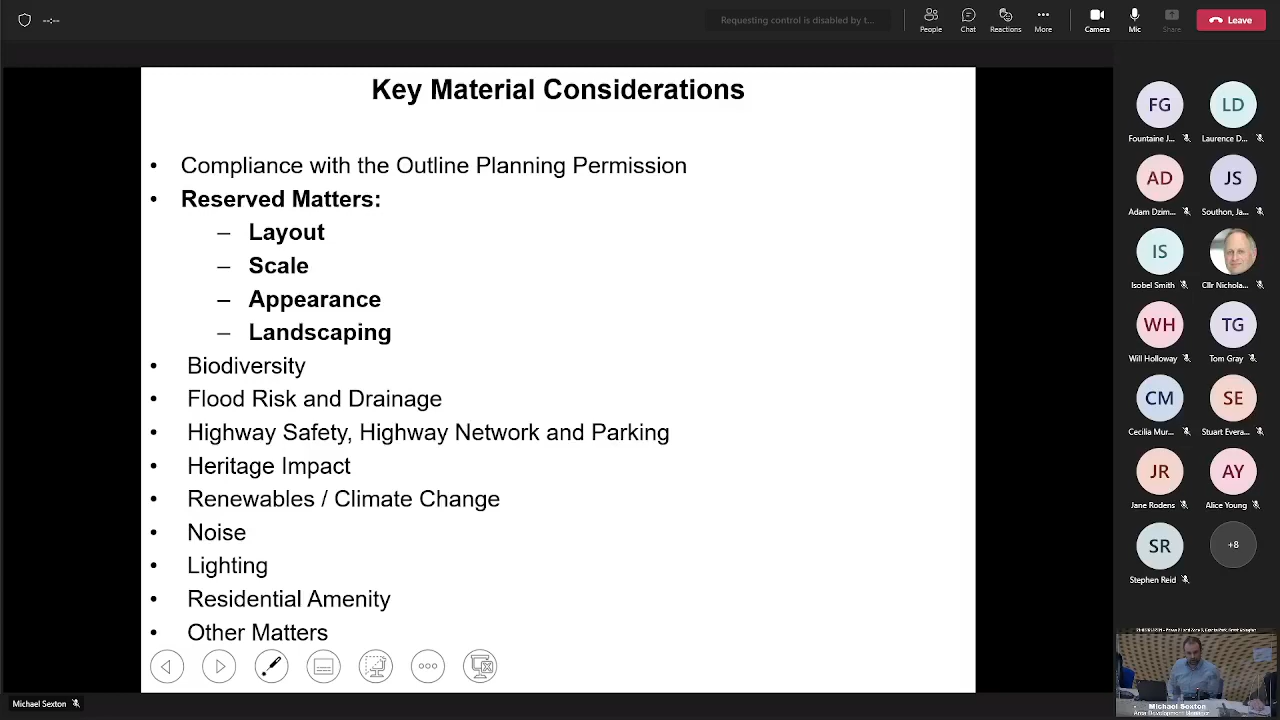 --:--
Requesting control is disabled by t...
People
Chat
Reactions
More
Camera
Mic
Share
Leave
Key Material Considerations
• Compliance with the Outline Planning Permission
• Reserved Matters:
– Layout
– Scale
– Appearance
– Landscaping
• Biodiversity
• Flood Risk and Drainage
• Highway Safety, Highway Network and Parking
• Heritage Impact
• Renewables / Climate Change
• Noise
• Lighting
• Residential Amenity
• Other Matters
FG
LD
Fountaine J...
Laurence D...
AD
JS
Adam Dzim...
Southon, Ja...
IS
Isobel Smith
Cllr Nichola...
WH
TG
Will Holloway
Tom Gray
CM
SE
Cecilia Mur...
Stuart Evera...
JR
AY
Jane Rodens
Alice Young
SR
+8
Stephen Reid
Michael Sexton
Area Development Manager
Michael Sexton